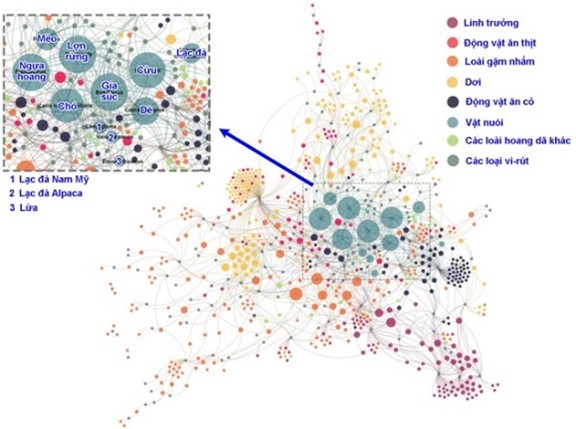 Mèo
Lợn
rừng
Lạc đà
Ngựa
hoang
Cừu
Gia
súc
Chó
Dê
1
2
3
1 Lạc đà Nam Mỹ
2 Lạc đà Alpaca
3 Lừa
Linh trưởng
Động vật ăn thịt
Loài gặm nhấm
Dơi
Động vật ăn cỏ
Vật nuôi
Các loài hoang dã khác
Các loại vi-rút